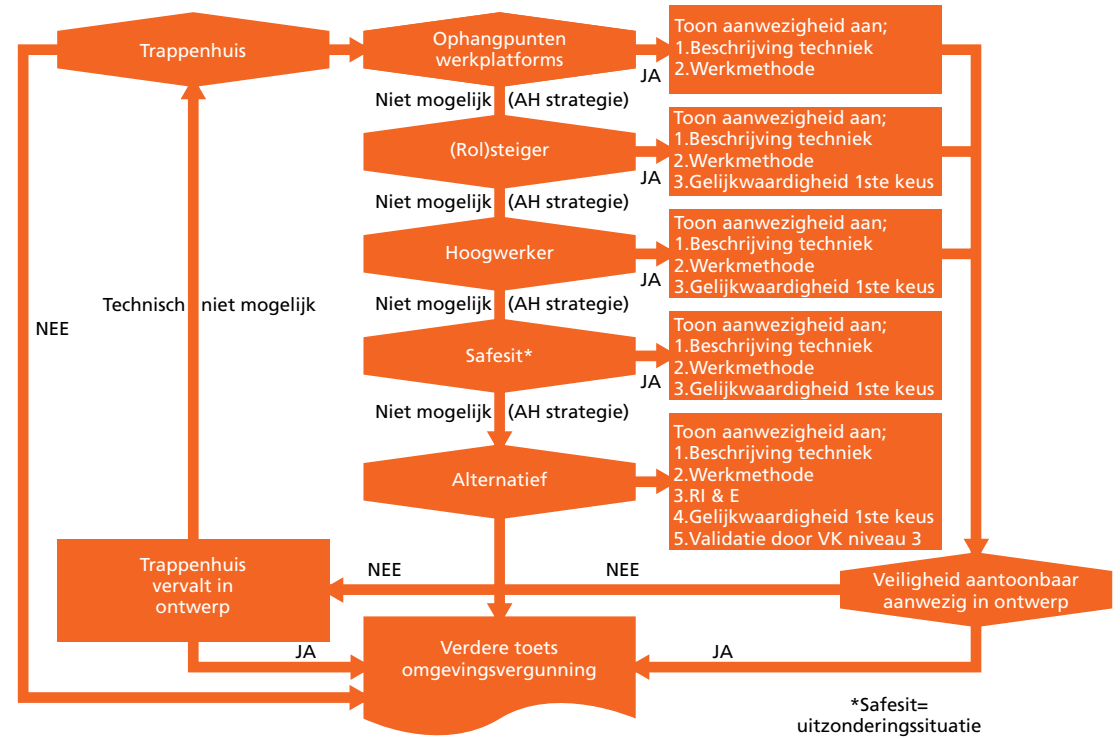 Trappenhuis
Ophangpunten
werkplatforms
JA
Toon aanwezigheid aan;
1.Beschrijving techniek
2.Werkmethode
Niet mogelijk (AH strategie)
(Rol)steiger
JA
Toon aanwezigheid aan;
1.Beschrijving techniek
2.Werkmethode
3.Gelijkwaardigheid 1ste keus
Niet mogelijk (AH strategie)
Hoogwerker
JA
Toon aanwezigheid aan;
1.Beschrijving techniek
2.Werkmethode
3.Gelijkwaardigheid 1ste keus
Technisch niet mogelijk
NEE
Niet mogelijk (AH strategie)
Safesit*
JA
Toon aanwezigheid aan;
1.Beschrijving techniek
2.Werkmethode
3.Gelijkwaardigheid 1ste keus
Niet mogelijk (AH strategie)
Alternatief
Toon aanwezigheid aan;
1.Beschrijving techniek
2.Werkmethode
3.RI & E
4.Gelijkwaardigheid 1ste keus
5.Validatie door VK niveau 3
Trappenhuis
vervalt in
ontwerp
NEE
NEE
Veiligheid aantoonbaar
aanwezig in ontwerp
JA
Verdere toets
omgevingsvergunning
JA
*Safesit=
uitzonderingssituatie